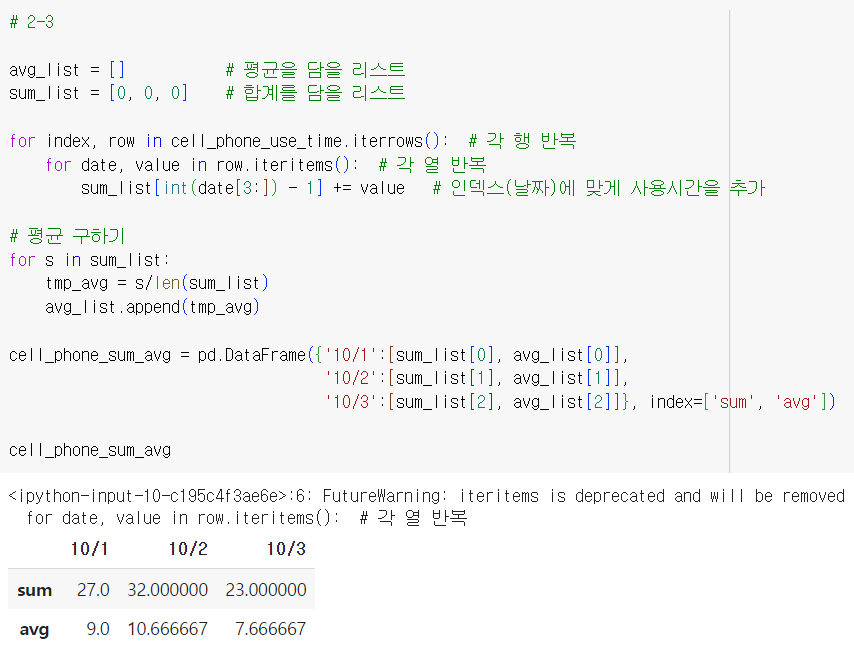 # 2-3
avg_list = []           # 평균을 담을 리스트
sum_list = [0, 0, 0]    # 합계를 담을 리스트
for index, row in cell_phone_use_time.iterrows():  # 각 행 반복
    for date, value in row.iteritems():  # 각 열 반복
        sum_list[int(date[3:]) - 1] += value   # 인덱스(날짜)에 맞게 사용시간을 추가
# 평균 구하기
for s in sum_list:
    tmp_avg = s/len(sum_list)
    avg_list.append(tmp_avg)
cell_phone_sum_avg = pd.DataFrame({'10/1':[sum_list[0], avg_list[0]],
                                   '10/2':[sum_list[1], avg_list[1]],
                                   '10/3':[sum_list[2], avg_list[2]]}, index=['sum', 'avg'])
cell_phone_sum_avg
<ipython-input-10-c195c4f3ae6e>:6: FutureWarning: iteritems is deprecated and will be removed
  for date, value in row.iteritems():  # 각 열 반복
10/1 10/2 10/3
sum 27.0 32.000000 23.000000
avg 9.0 10.666667 7.666667